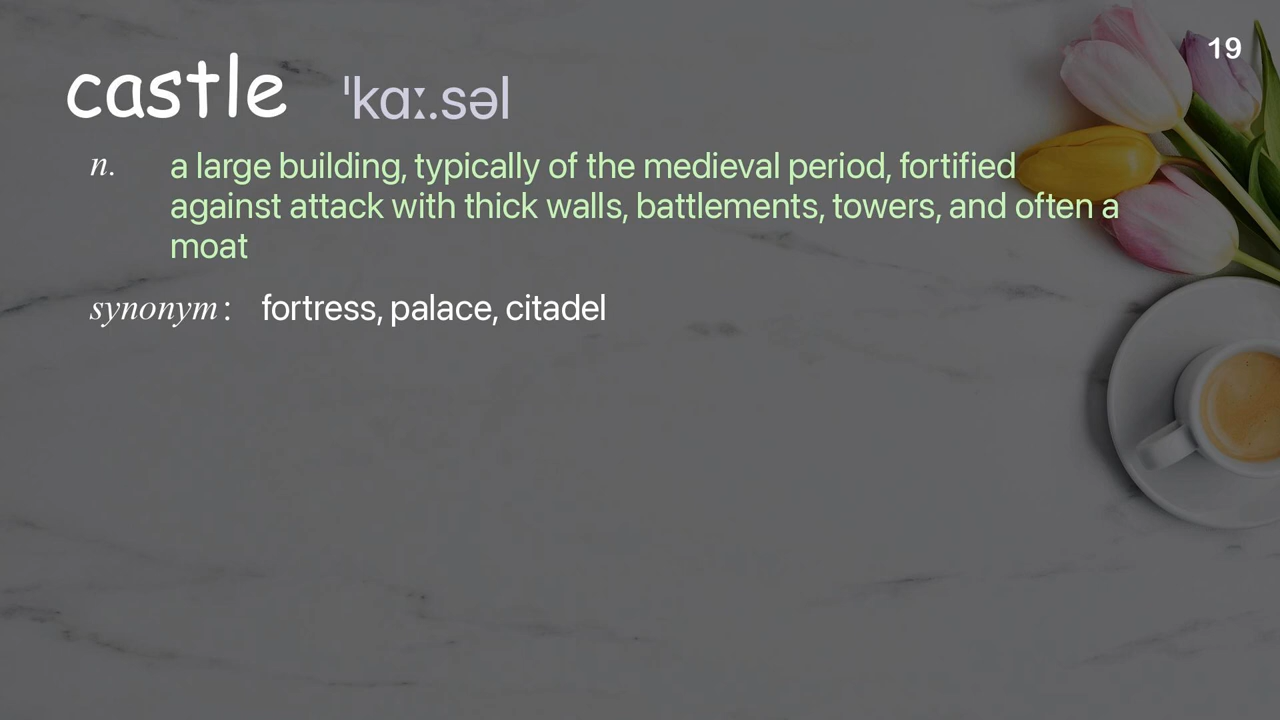 19
castle ˈkɑː.səl
n. a large building, typically of the medieval period, fortified
against attack with thick walls, battlements, towers, and often a
moat
synonym: fortress, palace, citadel